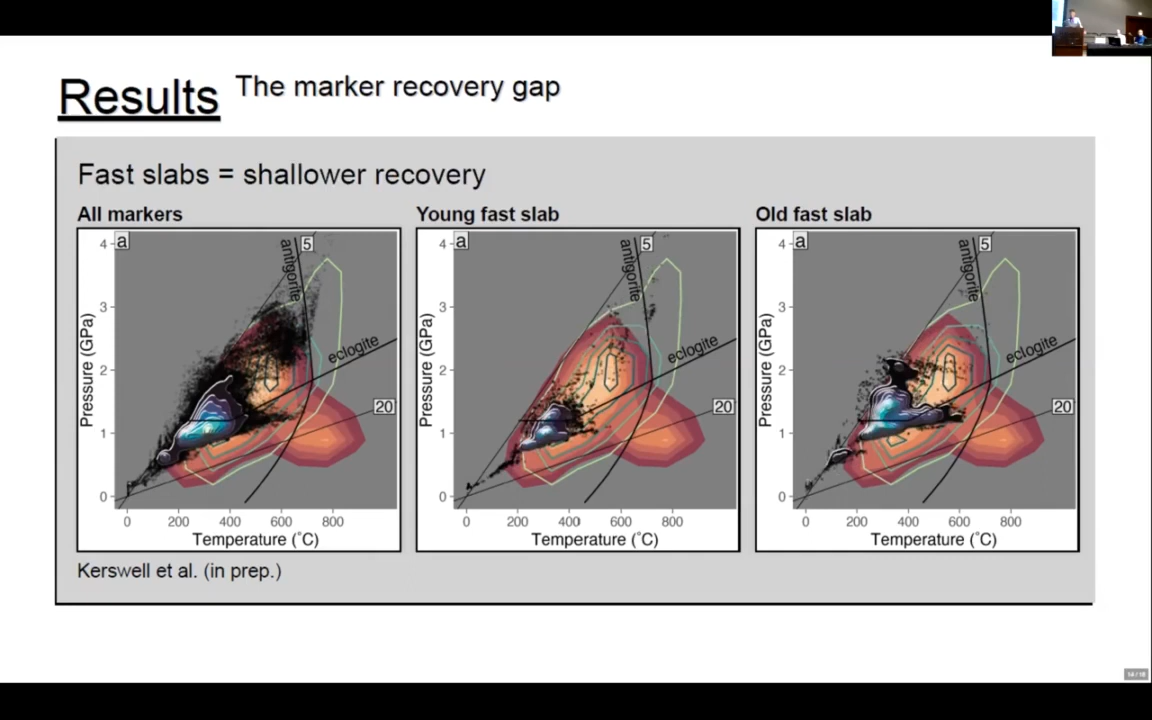 Results The marker recovery gap
Fast slabs = shallower recovery
All markers
a
antigorite
5
eclogite
20
4
3
2
1
0
Pressure (GPa)
0 200 400 600 800
Temperature (°C)
Young fast slab
a
antigorite
5
eclogite
20
4
3
2
1
0
Pressure (GPa)
0 200 400 600 800
Temperature (°C)
Old fast slab
a
antigorite
5
eclogite
20
4
3
2
1
0
Pressure (GPa)
0 200 400 600 800
Temperature (°C)
Kerswell et al. (in prep.)